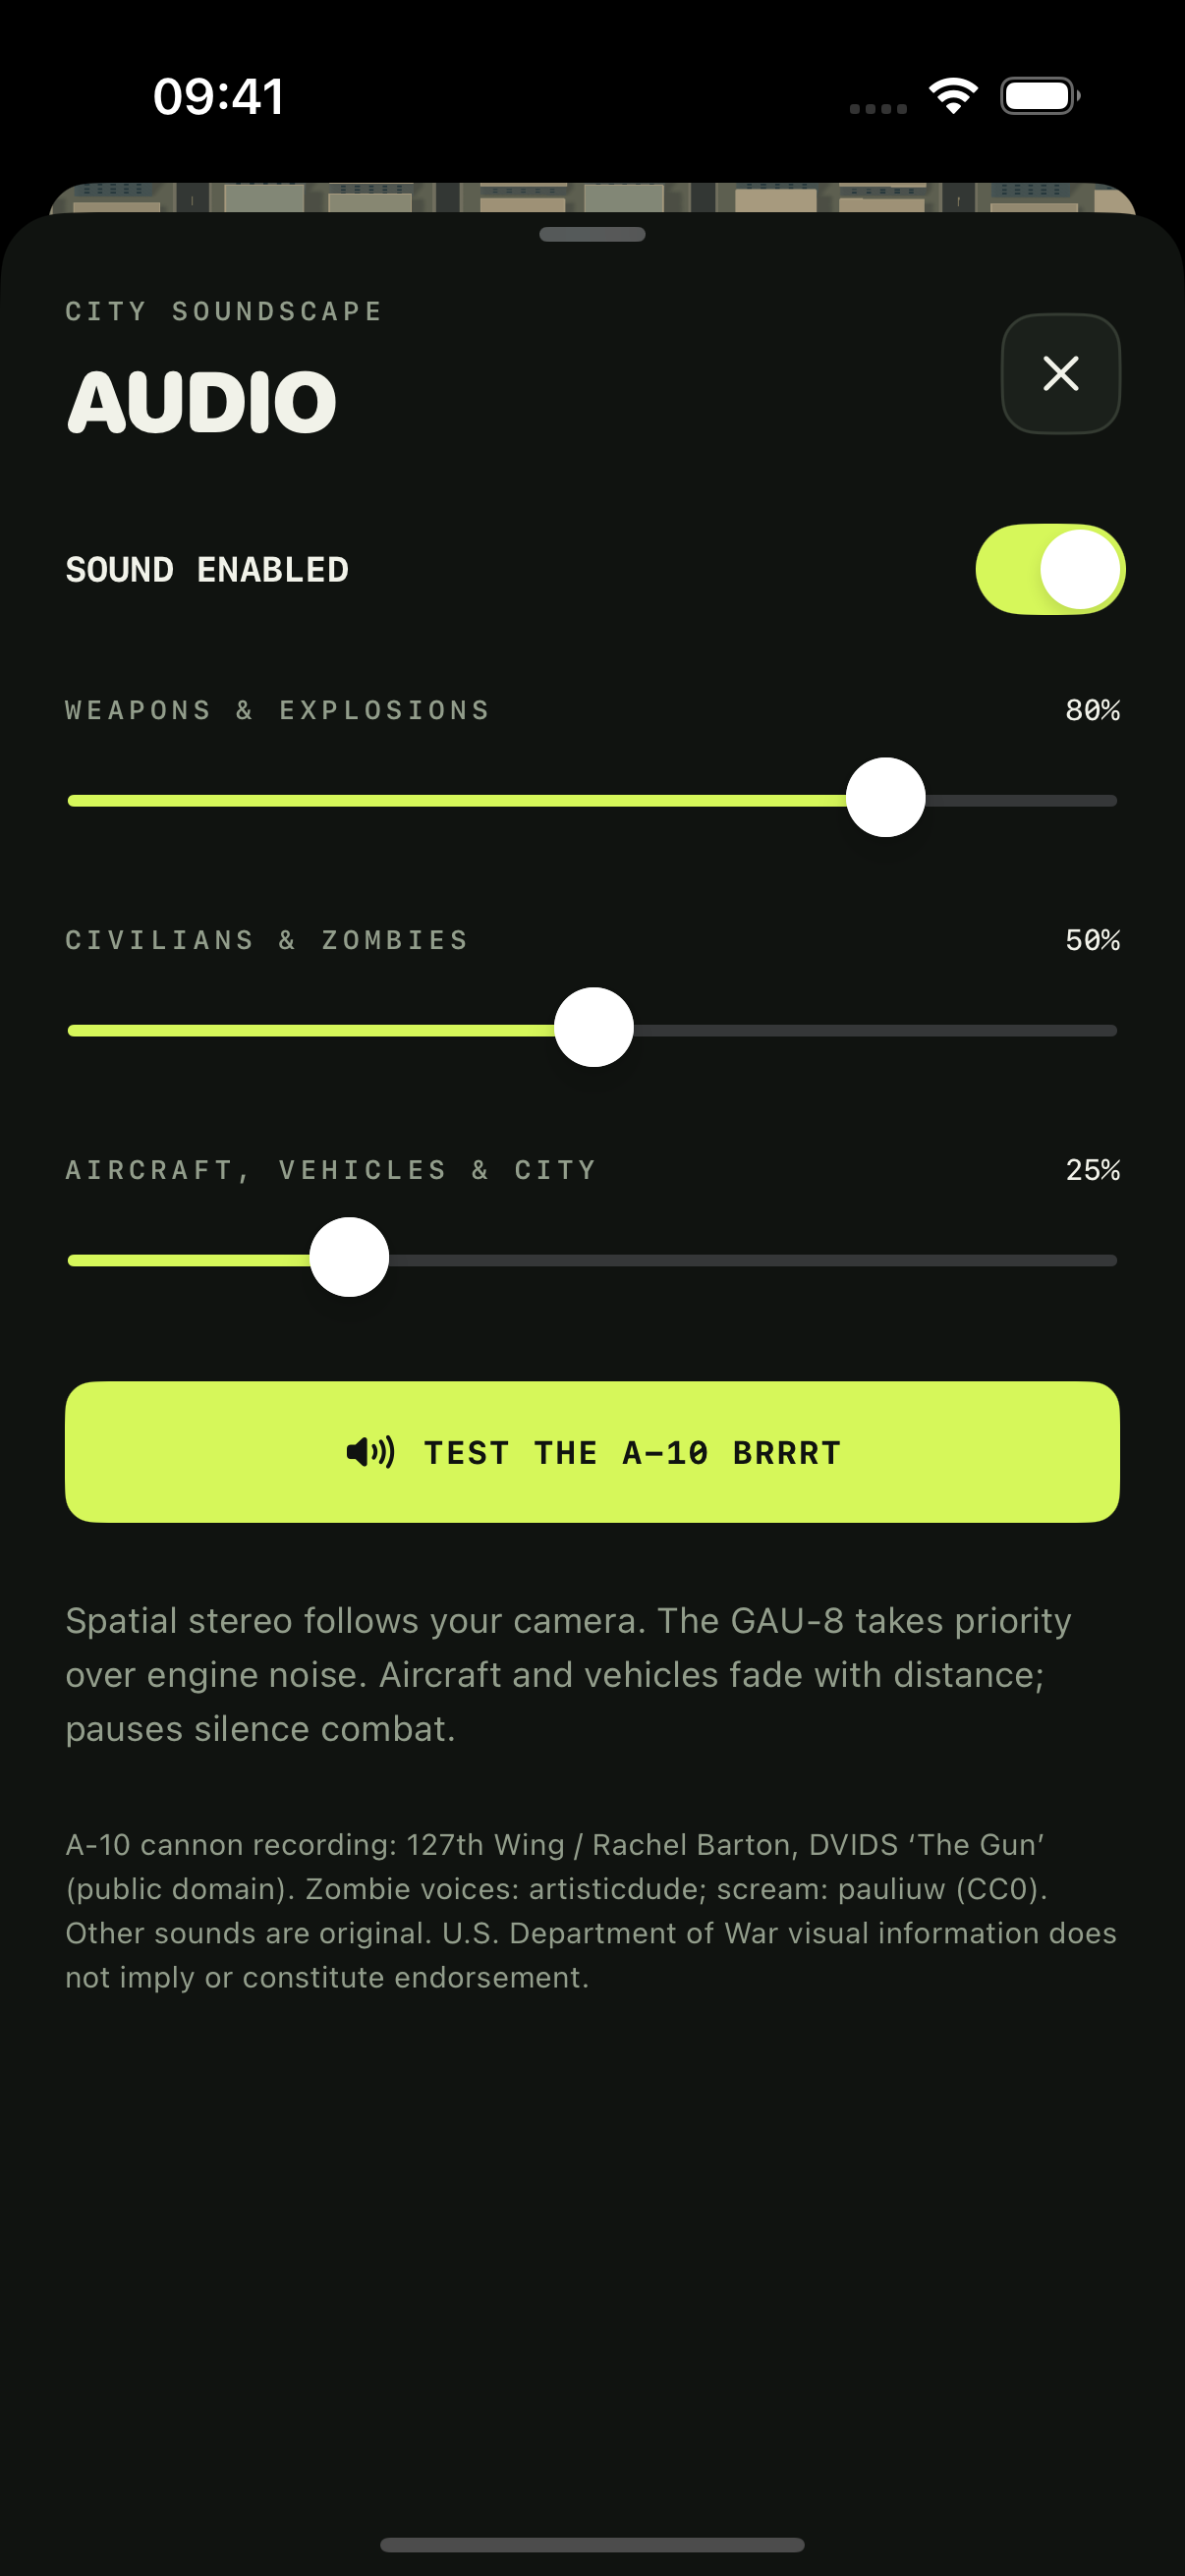 09:41
CITY SOUNDSCAPE
AUDIO
SOUND ENABLED
WEAPONS & EXPLOSIONS 80%
CIVILIANS & ZOMBIES 50%
AIRCRAFT, VEHICLES & CITY 25%
TEST THE A–10 BRRRT
Spatial stereo follows your camera. The GAU-8 takes priority
over engine noise. Aircraft and vehicles fade with distance;
pauses silence combat.
A-10 cannon recording: 127th Wing / Rachel Barton, DVIDS ‘The Gun’
(public domain). Zombie voices: artisticdude; scream: pauliuw (CC0).
Other sounds are original. U.S. Department of War visual information does
not imply or constitute endorsement.